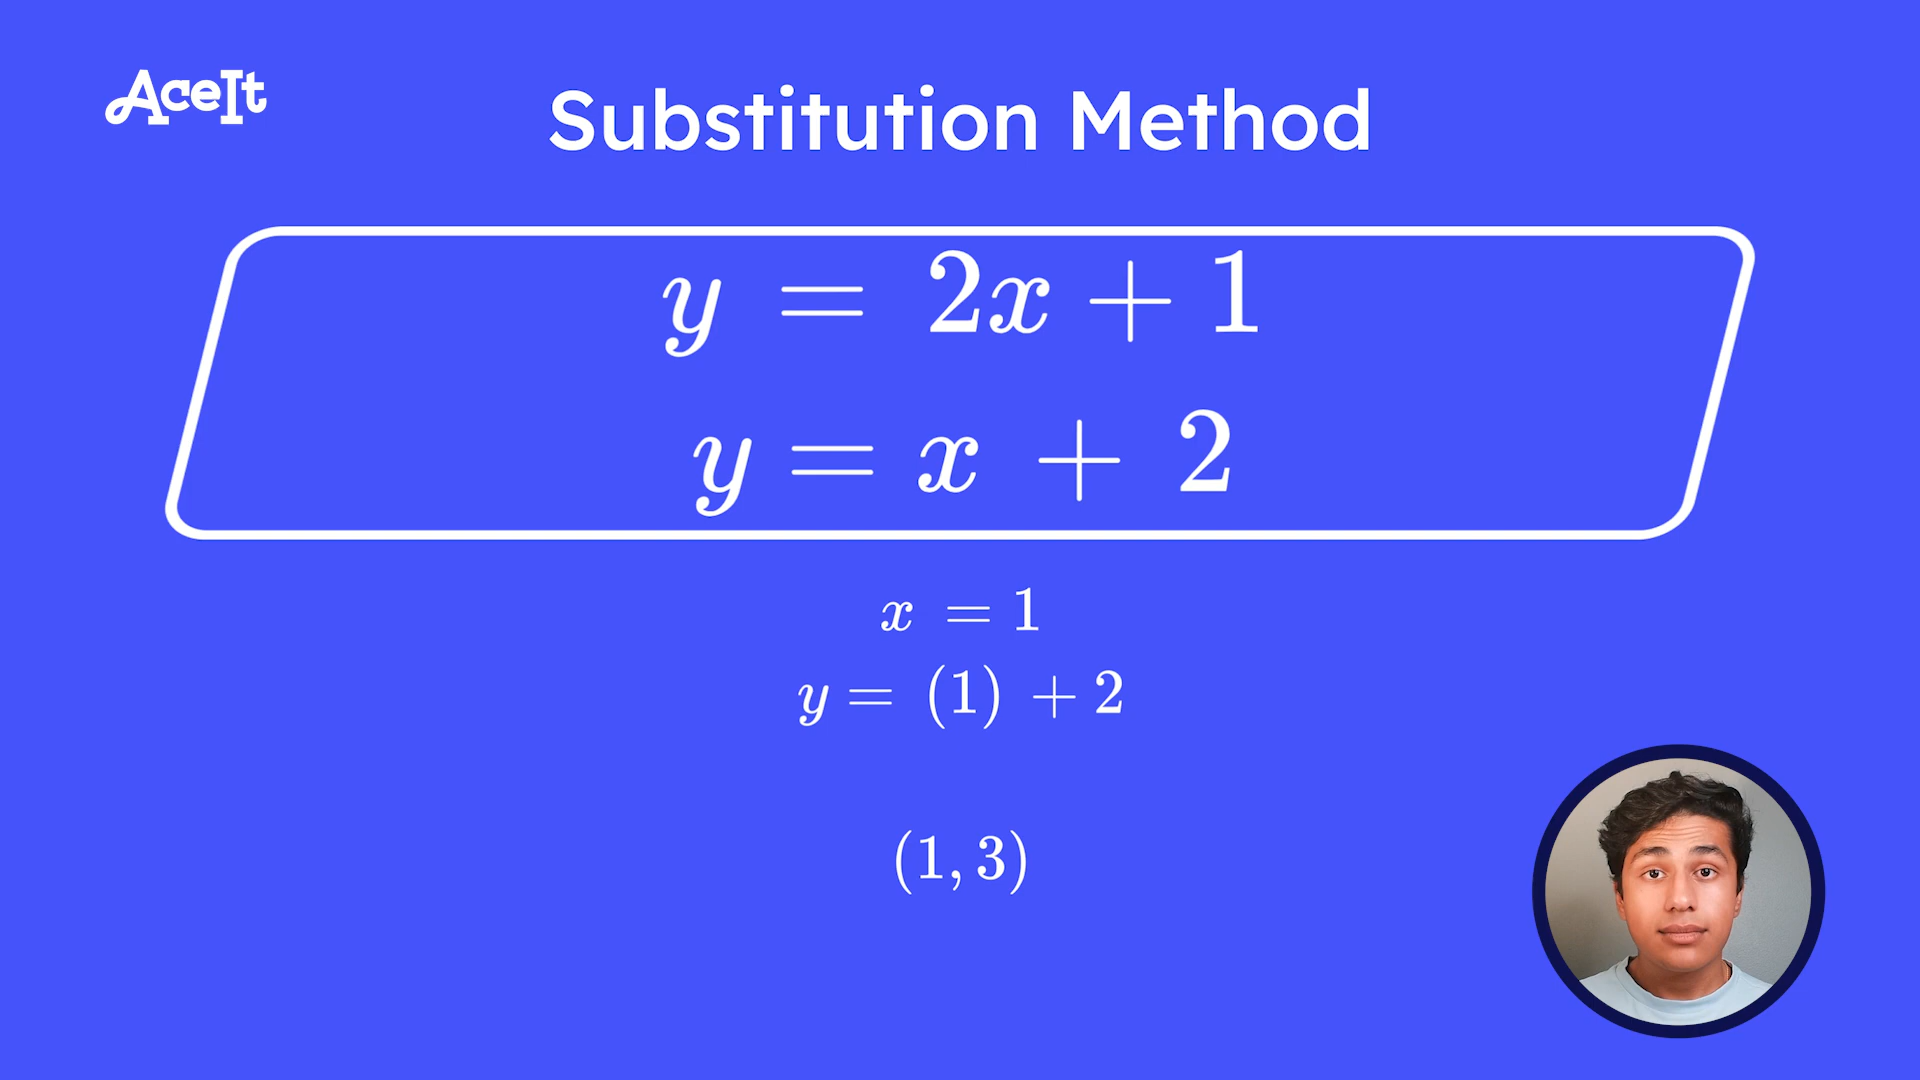 AceIt
Substitution Method
y = 2x + 1
y = x + 2
x = 1
y = (1) + 2
(1, 3)